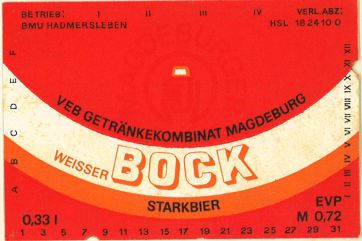 BETRIEB: I II III IV VERL. ABZ:
BMU HADMERSLEBEN HSL 18 24 10 0
A B C D E F
VEB GETRÄNKEKOMBINAT MAGDEBURG
WEISSER BOCK
STARKBIER
I II III IV V VI VII VIII IX X XI XII
0,33 l
EVP
M 0,72
1 3 5 7 9 11 13 15 17 19 21 23 25 27 29 31